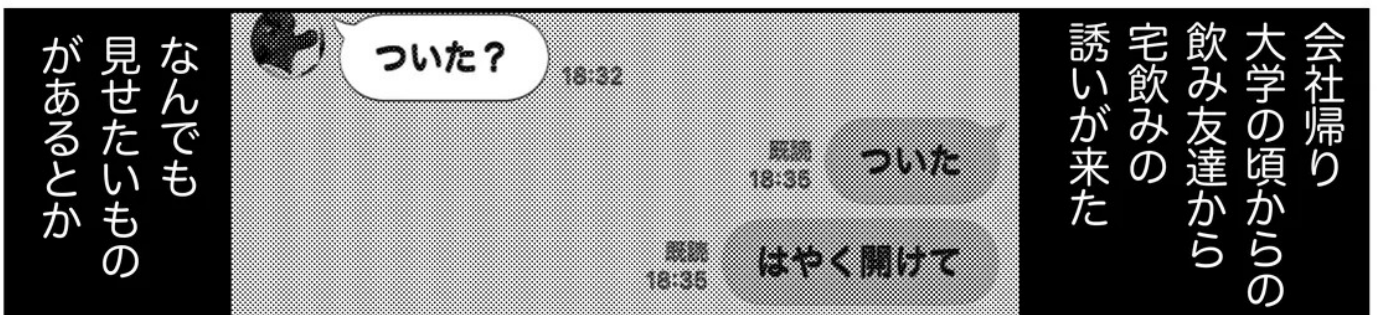 会社帰り
大学の頃からの
飲み友達から
宅飲みの
誘いが来た
ついた？
18:32
既読
18:35
ついた
既読
18:35
はやく開けて
なんでも
見せたいもの
があるとか